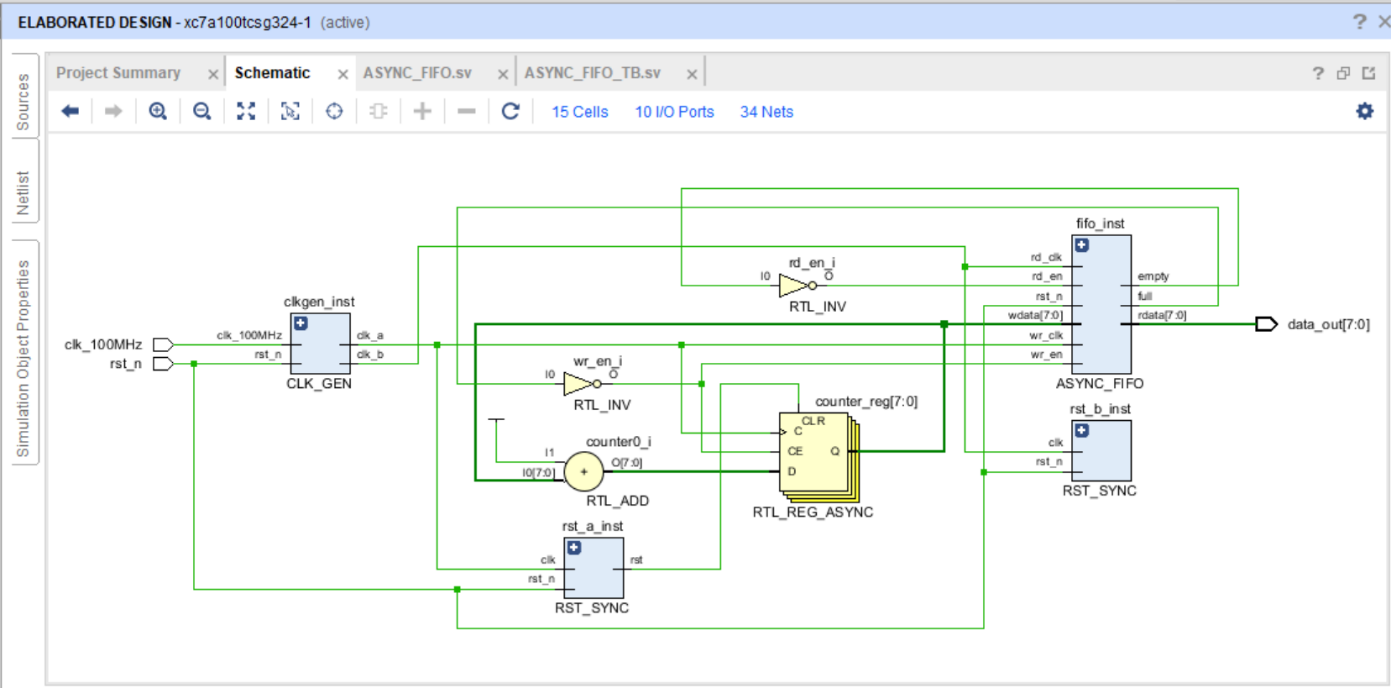 ELABORATED DESIGN - xc7a100tcsg324-1 (active)
? ×
Sources
Netlist
Simulation Object Properties
Project Summary × Schematic × ASYNC_FIFO.sv × ASYNC_FIFO_TB.sv ×
?
15 Cells 10 I/O Ports 34 Nets
clk_100MHz
rst_n
clkgen_inst
clk_100MHz
rst_n
clk_a
clk_b
CLK_GEN
rd_en_i
I0
O
RTL_INV
wr_en_i
I0
O
RTL_INV
counter0_i
I1
I0[7:0]
+
O[7:0]
RTL_ADD
counter_reg[7:0]
CLR
C
CE
D
Q
RTL_REG_ASYNC
rst_a_inst
clk
rst_n
rst
RST_SYNC
fifo_inst
rd_clk
rd_en
rst_n
wdata[7:0]
wr_clk
wr_en
empty
full
rdata[7:0]
ASYNC_FIFO
data_out[7:0]
rst_b_inst
clk
rst_n
RST_SYNC